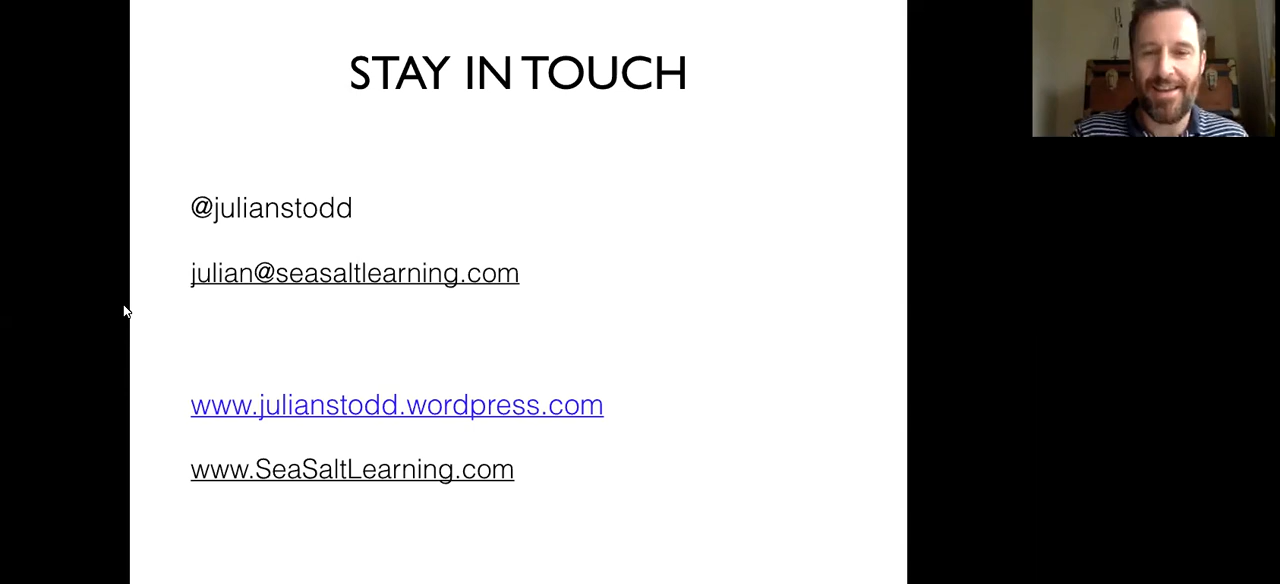 STAY IN TOUCH
@julianstodd
julian@seasaltlearning.com
www.julianstodd.wordpress.com
www.SeaSaltLearning.com